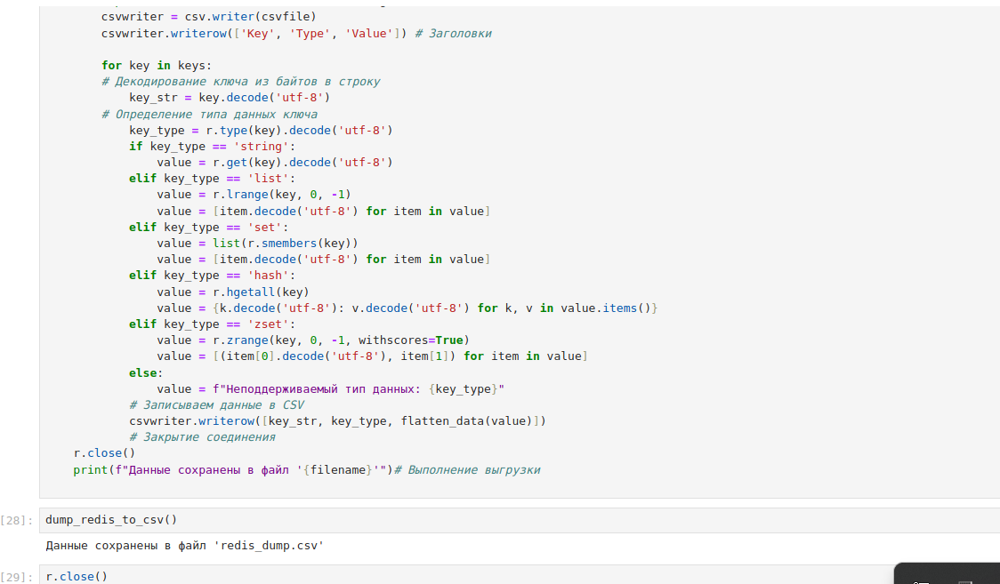 csvwriter = csv.writer(csvfile)
csvwriter.writerow(['Key', 'Type', 'Value']) # Заголовки
for key in keys:
# Декодирование ключа из байтов в строку
key_str = key.decode('utf-8')
# Определение типа данных ключа
key_type = r.type(key).decode('utf-8')
if key_type == 'string':
value = r.get(key).decode('utf-8')
elif key_type == 'list':
value = r.lrange(key, 0, -1)
value = [item.decode('utf-8') for item in value]
elif key_type == 'set':
value = list(r.smembers(key))
value = [item.decode('utf-8') for item in value]
elif key_type == 'hash':
value = r.hgetall(key)
value = {k.decode('utf-8'): v.decode('utf-8') for k, v in value.items()}
elif key_type == 'zset':
value = r.zrange(key, 0, -1, withscores=True)
value = [(item[0].decode('utf-8'), item[1]) for item in value]
else:
value = f"Неподдерживаемый тип данных: {key_type}"
# Записываем данные в CSV
csvwriter.writerow([key_str, key_type, flatten_data(value)])
# Закрытие соединения
r.close()
print(f"Данные сохранены в файл '{filename}'")# Выполнение выгрузки
[28]: dump_redis_to_csv()
Данные сохранены в файл 'redis_dump.csv'
[29]: r.close()